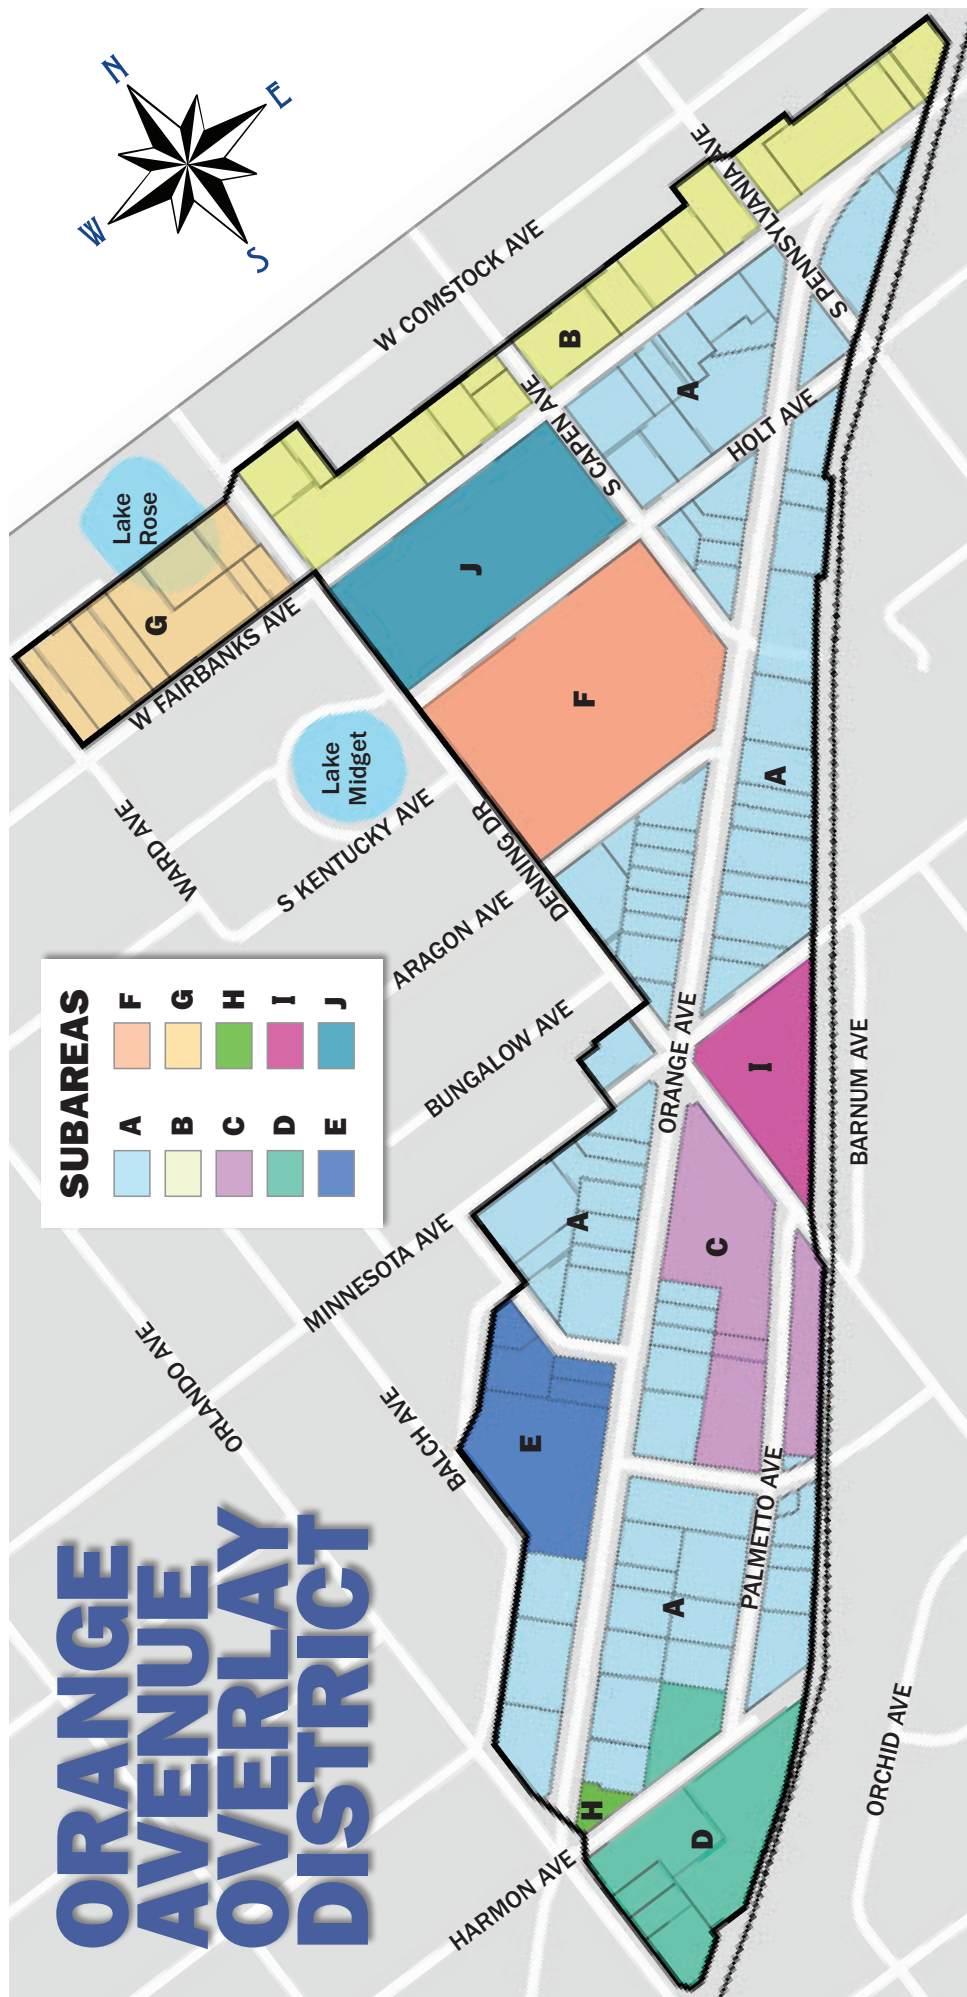 ORANGE
AVENUE
OVERLAY
DISTRICT
SUBAREAS
A
F
B
G
C
H
D
I
E
J
N
E
S
W
Lake
Rose
Lake
Midget
W COMSTOCK AVE
S PENNSYLVANIA AVE
S CAPEN AVE
HOLT AVE
W FAIRBANKS AVE
WARD AVE
S KENTUCKY AVE
DENNING DR
ARAGON AVE
BUNGALOW AVE
ORANGE AVE
MINNESOTA AVE
ORLANDO AVE
BALCH AVE
BARNUM AVE
PALMETTO AVE
HARMON AVE
ORCHID AVE
G
B
A
J
F
A
I
A
C
E
A
H
D